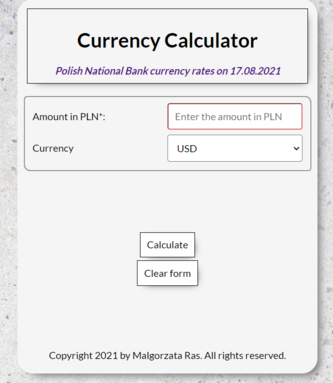 Currency Calculator
Polish National Bank currency rates on 17.08.2021
Amount in PLN*: Enter the amount in PLN
Currency USD
Calculate
Clear form
Copyright 2021 by Malgorzata Ras. All rights reserved.